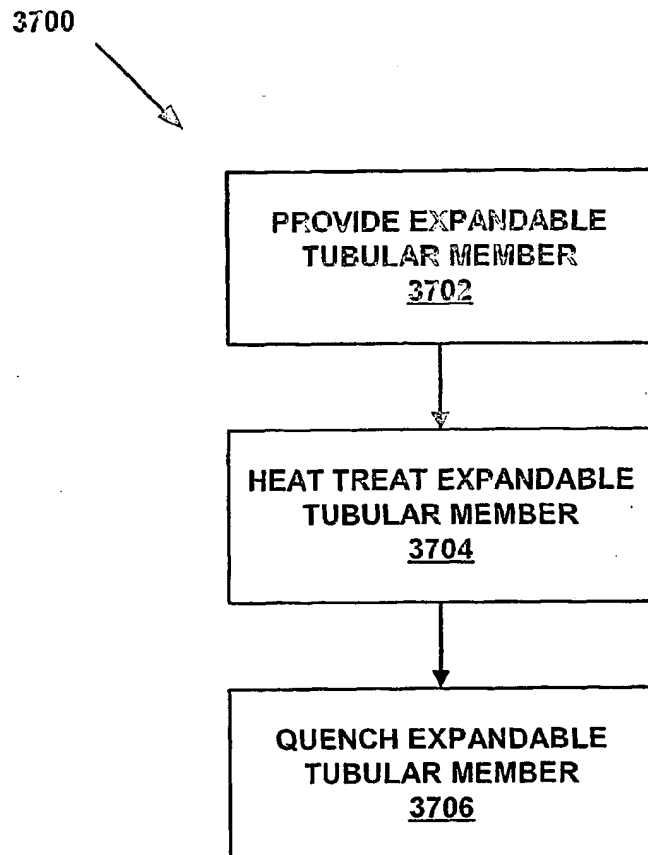 3700
PROVIDE EXPANDABLE
TUBULAR MEMBER
3702
HEAT TREAT EXPANDABLE
TUBULAR MEMBER
3704
QUENCH EXPANDABLE
TUBULAR MEMBER
3706